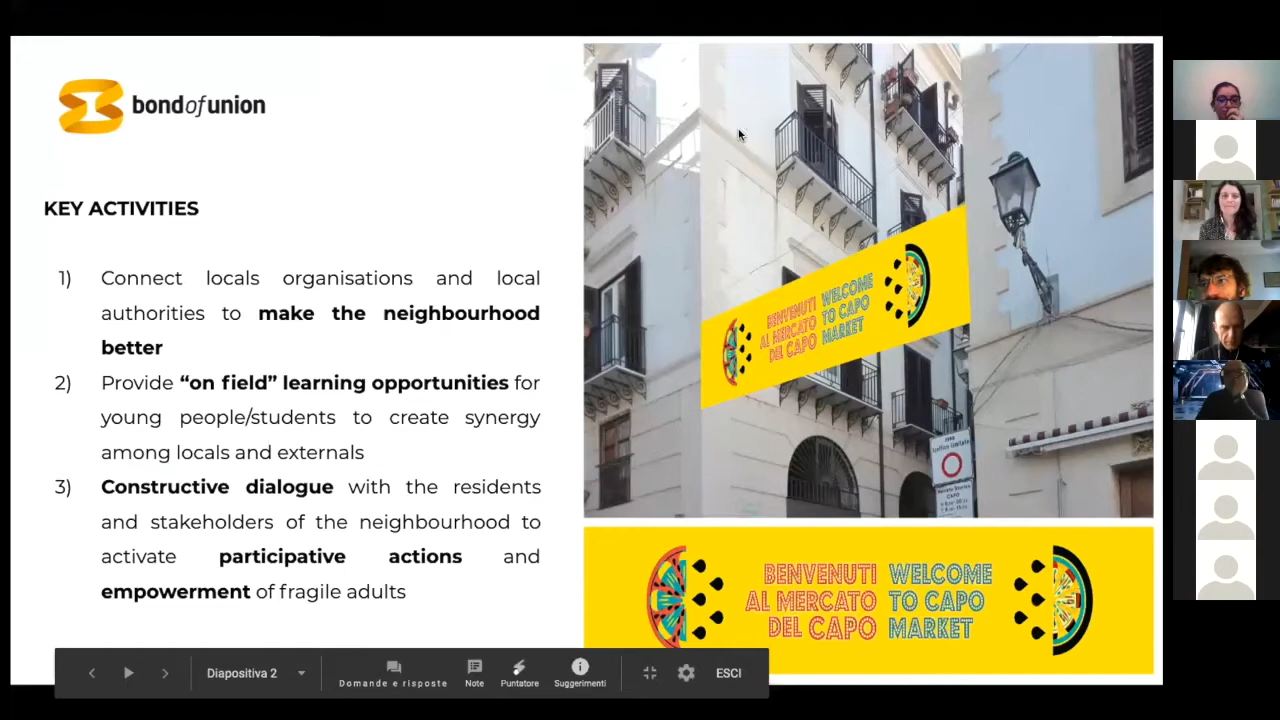 bondofunion
KEY ACTIVITIES
1) Connect locals organisations and local
authorities to make the neighbourhood
better
2) Provide “on field” learning opportunities for
young people/students to create synergy
among locals and externals
3) Constructive dialogue with the residents
and stakeholders of the neighbourhood to
activate participative actions and
empowerment of fragile adults
BENVENUTI WELCOME
AL MERCATO TO CAPO
DEL CAPO MARKET
CAPO
BENVENUTI WELCOME
AL MERCATO TO CAPO
DEL CAPO MARKET
Diapositiva 2
Domande e risposte
Note
Puntatore
Suggerimenti
ESCI